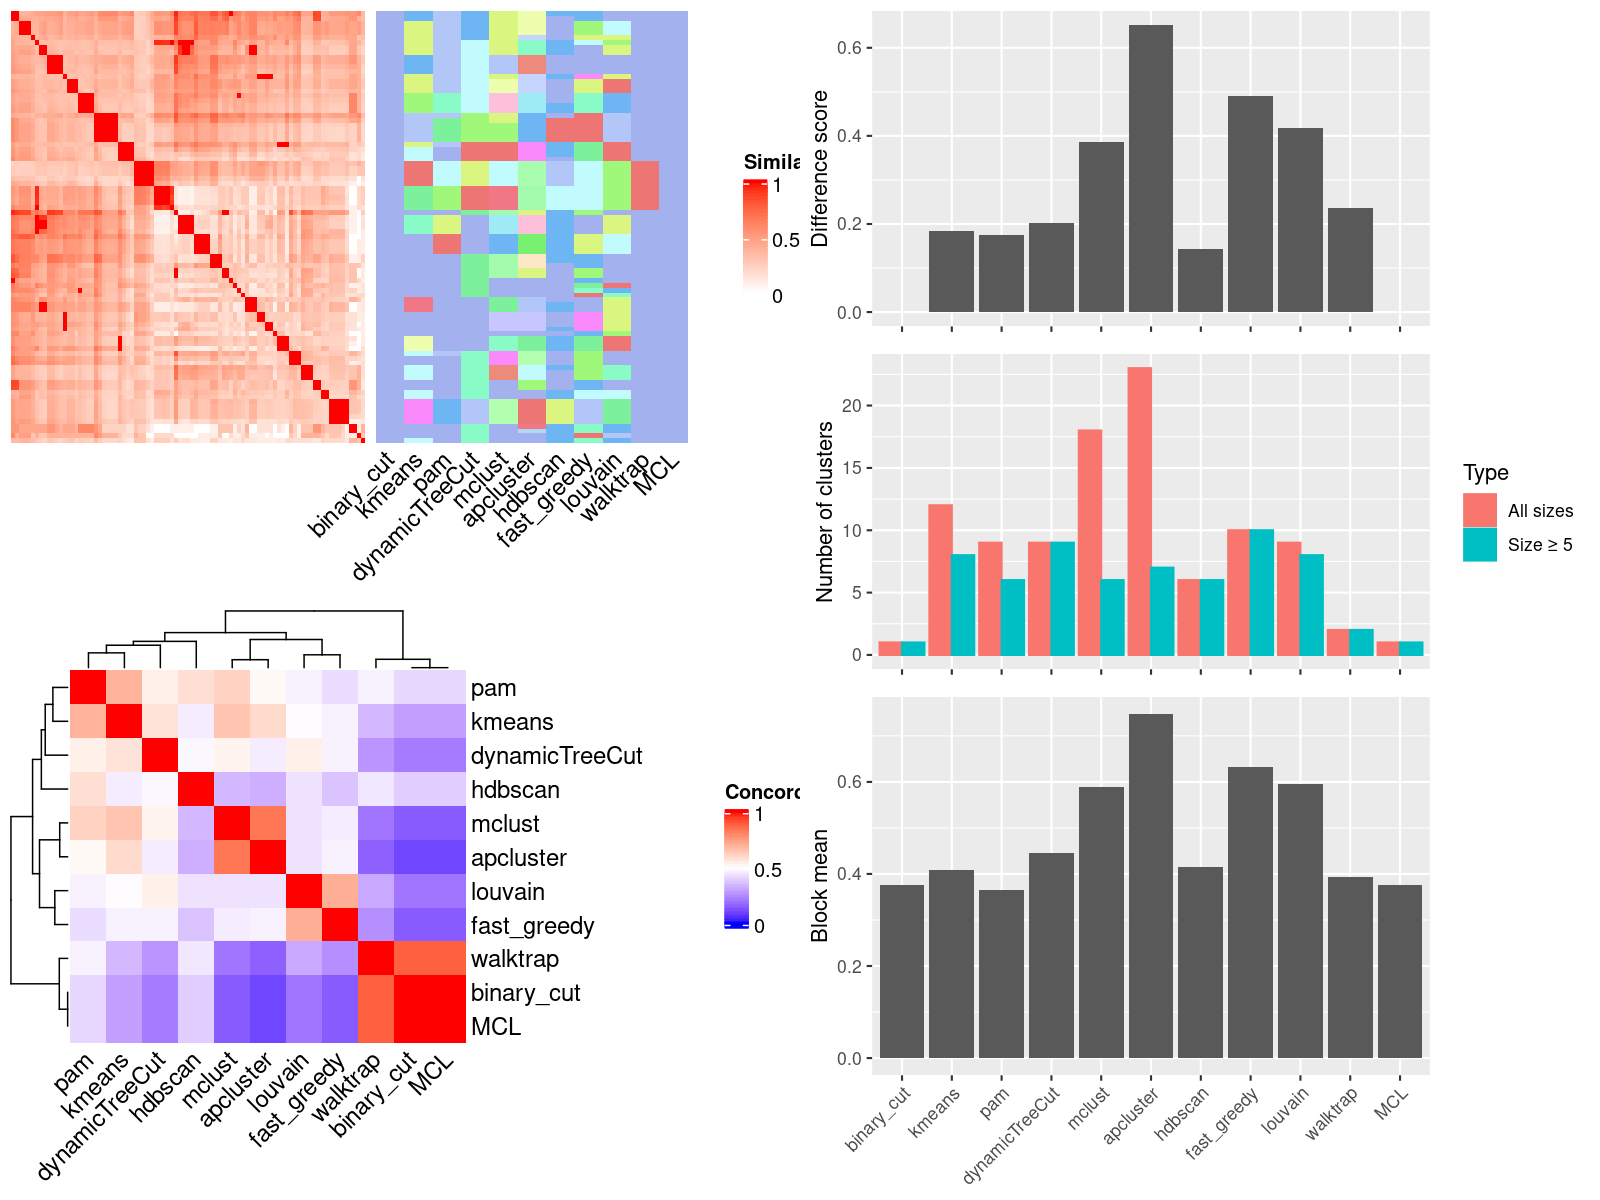 Simila
1
0.5
0
binary_cut
kmeans
pam
dynamicTreeCut
mclust
apcluster
hdbscan
fast_greedy
louvain
walktrap
MCL
pam
kmeans
dynamicTreeCut
hdbscan
mclust
apcluster
louvain
fast_greedy
walktrap
binary_cut
MCL
Concord
1
0.5
0
pam
kmeans
dynamicTreeCut
hdbscan
mclust
apcluster
louvain
fast_greedy
walktrap
binary_cut
MCL
Difference score
0.6
0.4
0.2
0.0
Number of clusters
20
15
10
5
0
Type
All sizes
Size ≥ 5
Block mean
0.6
0.4
0.2
0.0
binary_cut
kmeans
pam
dynamicTreeCut
mclust
apcluster
hdbscan
fast_greedy
louvain
walktrap
MCL